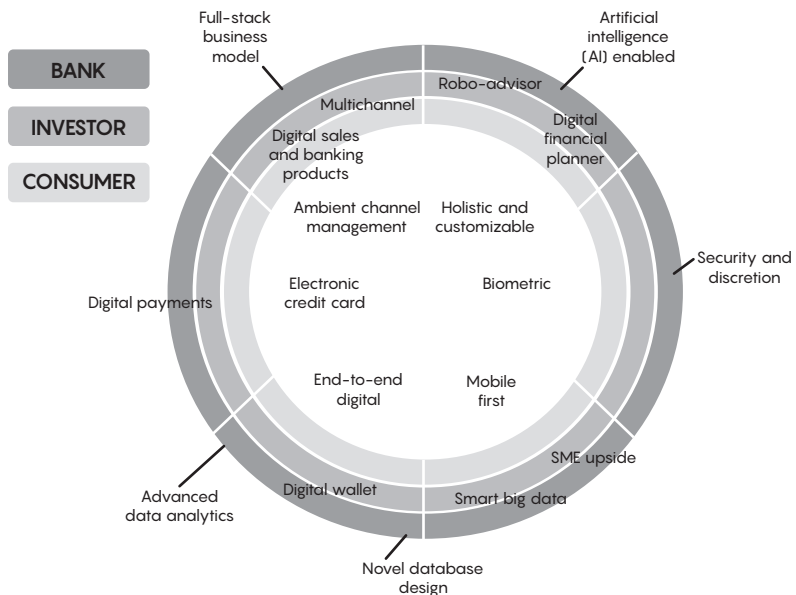 Full-stack
business
model
Artificial
intelligence
(AI) enabled
BANK
INVESTOR
CONSUMER
Robo-advisor
Multichannel
Digital
financial
planner
Digital sales
and banking
products
Ambient channel
management
Holistic and
customizable
Security and
discretion
Electronic
credit card
Biometric
Digital payments
End-to-end
digital
Mobile
first
SME upside
Digital wallet
Smart big data
Advanced
data analytics
Novel database
design